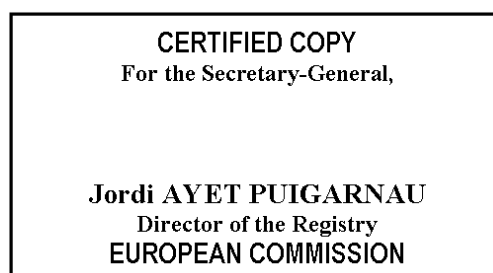 CERTIFIED COPY
For the Secretary-General,
Jordi AYET PUIGARNAU
Director of the Registry
EUROPEAN COMMISSION